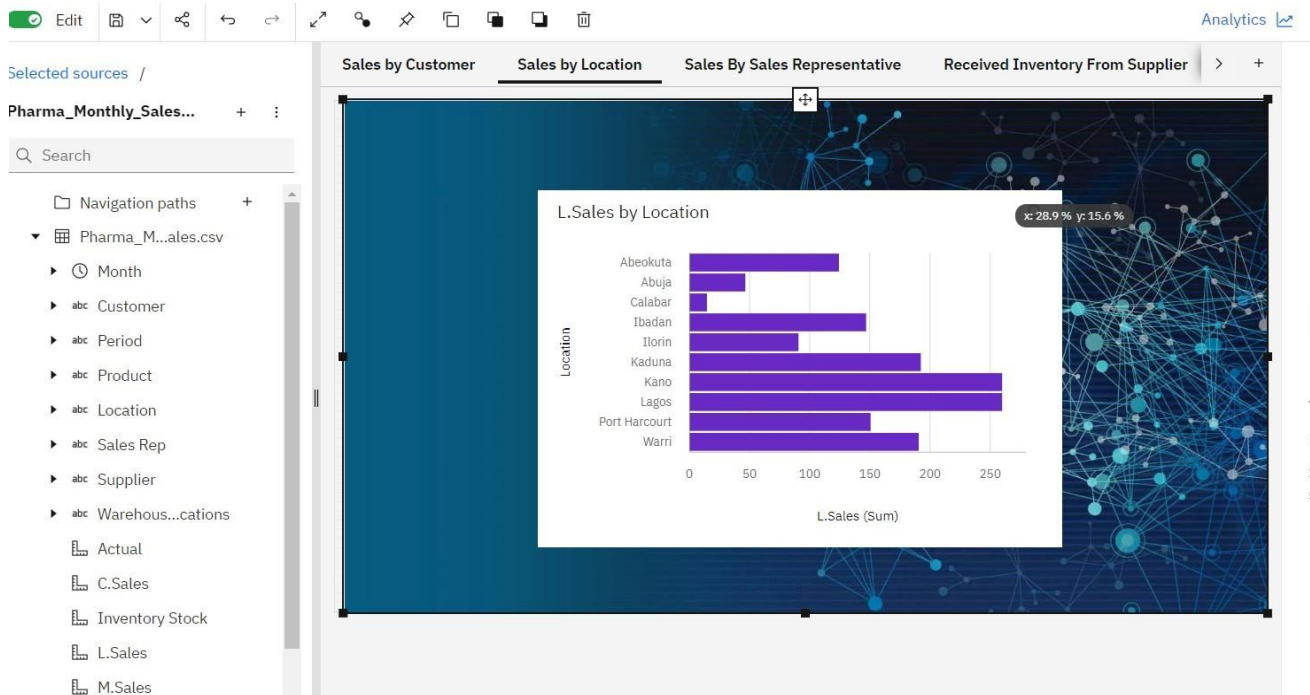 Edit
Analytics
Selected sources /
Pharma_Monthly_Sales...
Search
Navigation paths
Pharma_M...ales.csv
Month
abc Customer
abc Period
abc Product
abc Location
abc Sales Rep
abc Supplier
abc Warehous...cations
Actual
C.Sales
Inventory Stock
L.Sales
M.Sales
Sales by Customer Sales by Location Sales By Sales Representative Received Inventory From Supplier
L.Sales by Location
x: 28.9 % y: 15.6 %
Location
Abeokuta
Abuja
Calabar
Ibadan
Ilorin
Kaduna
Kano
Lagos
Port Harcourt
Warri
0 50 100 150 200 250
L.Sales (Sum)